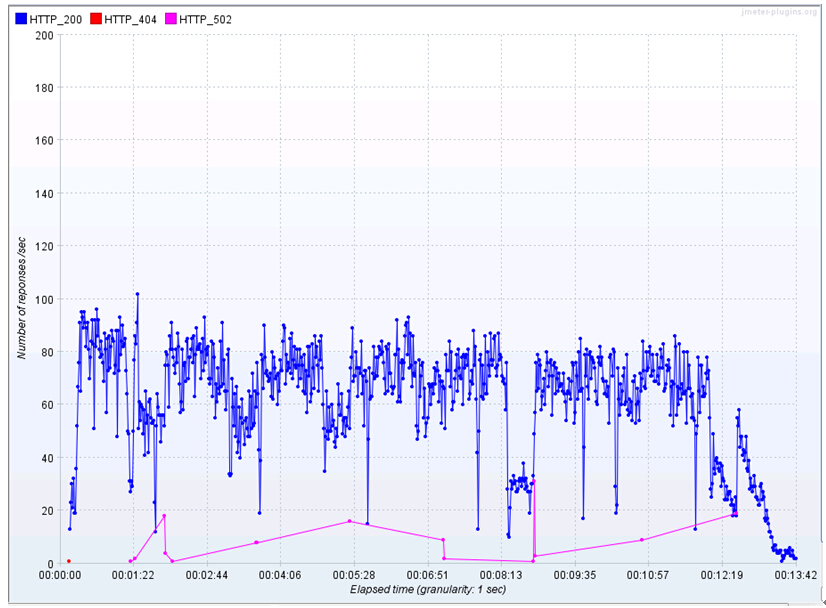 HTTP_200 HTTP_404 HTTP_502
jmeter-plugins.org
200
180
160
140
120
100
80
60
40
20
0
Number of reponses /sec
00:00:00 00:01:22 00:02:44 00:04:06 00:05:28 00:06:51 00:08:13 00:09:35 00:10:57 00:12:19 00:13:42
Elapsed time (granularity: 1 sec)